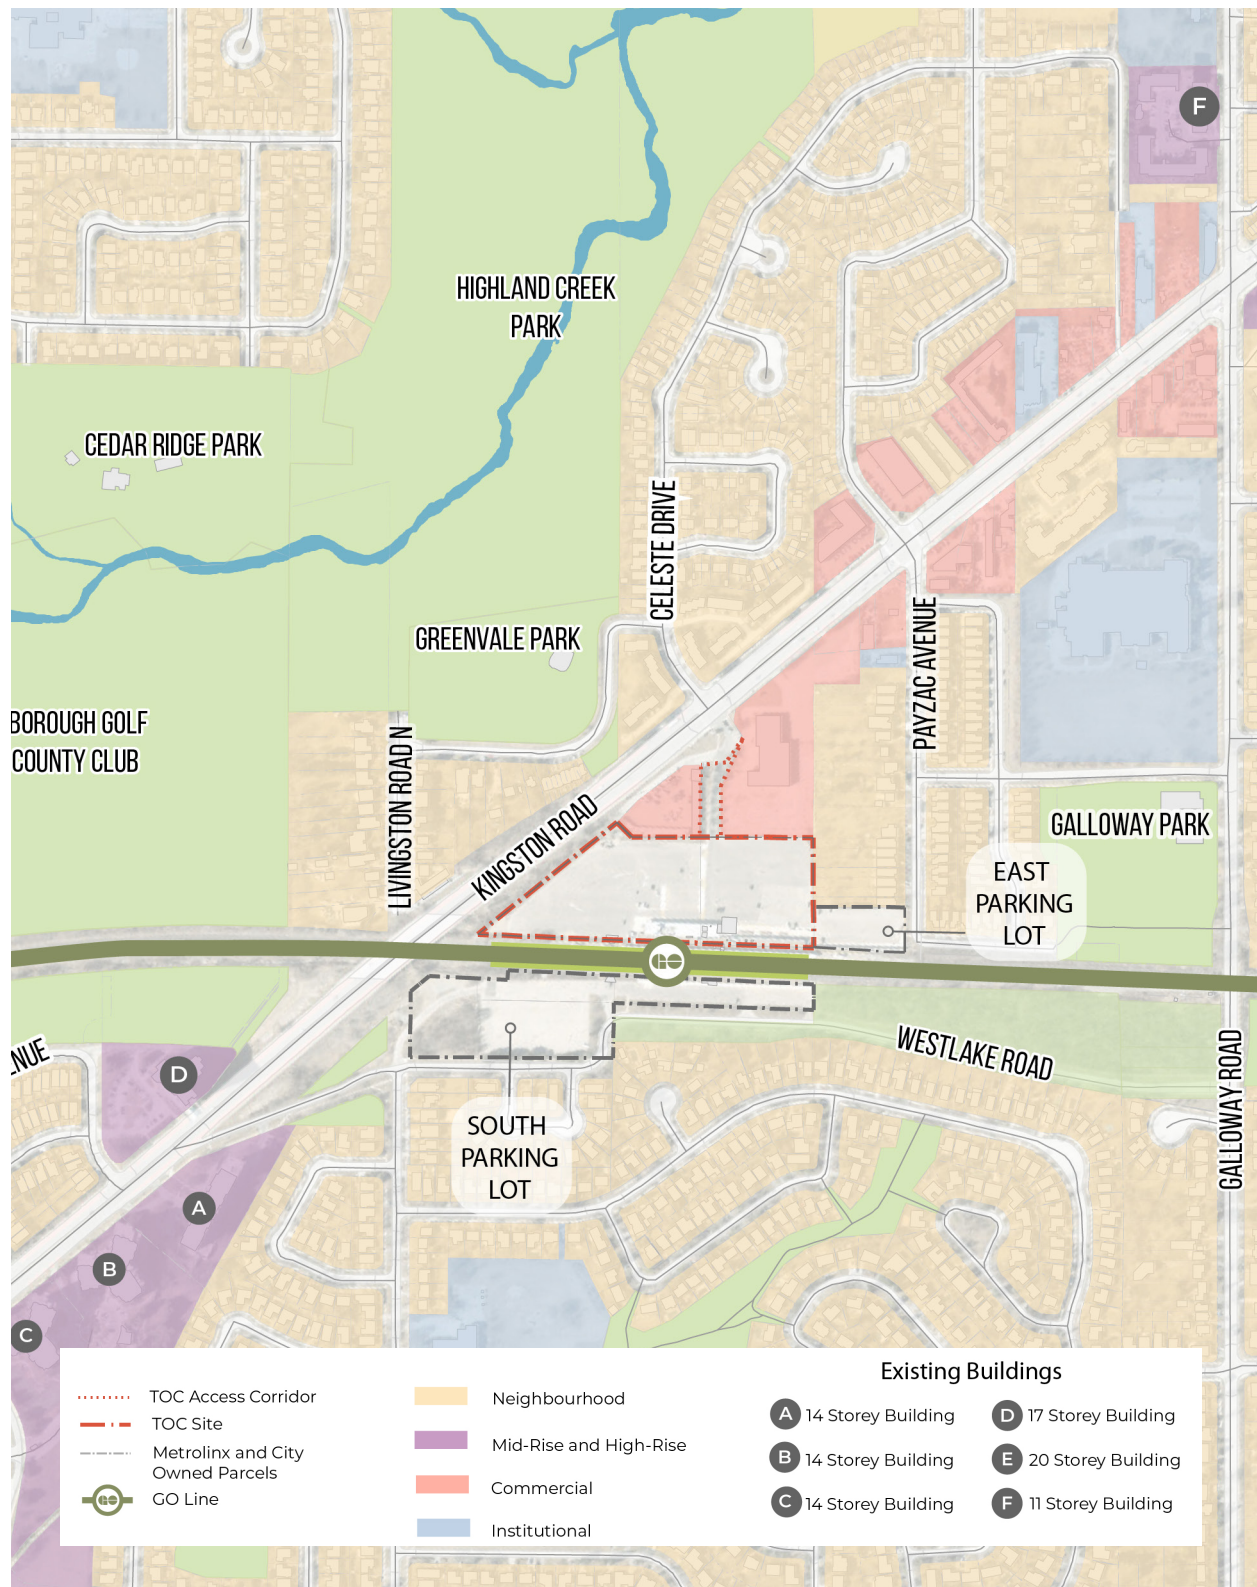 F
HIGHLAND CREEK
PARK
CEDAR RIDGE PARK
CELESTE DRIVE
GREENVALE PARK
PAYZAC AVENUE
BOROUGH GOLF
COUNTY CLUB
LIVINGSTON ROAD N
KINGSTON ROAD
GALLOWAY PARK
EAST
PARKING
LOT
GO
WESTLAKE ROAD
NUE
D
GALLOWAY ROAD
SOUTH
PARKING
LOT
A
B
C
TOC Access Corridor
TOC Site
Metrolinx and City
Owned Parcels
GO GO Line
Neighbourhood
Mid-Rise and High-Rise
Commercial
Institutional
Existing Buildings
A 14 Storey Building
B 14 Storey Building
C 14 Storey Building
D 17 Storey Building
E 20 Storey Building
F 11 Storey Building